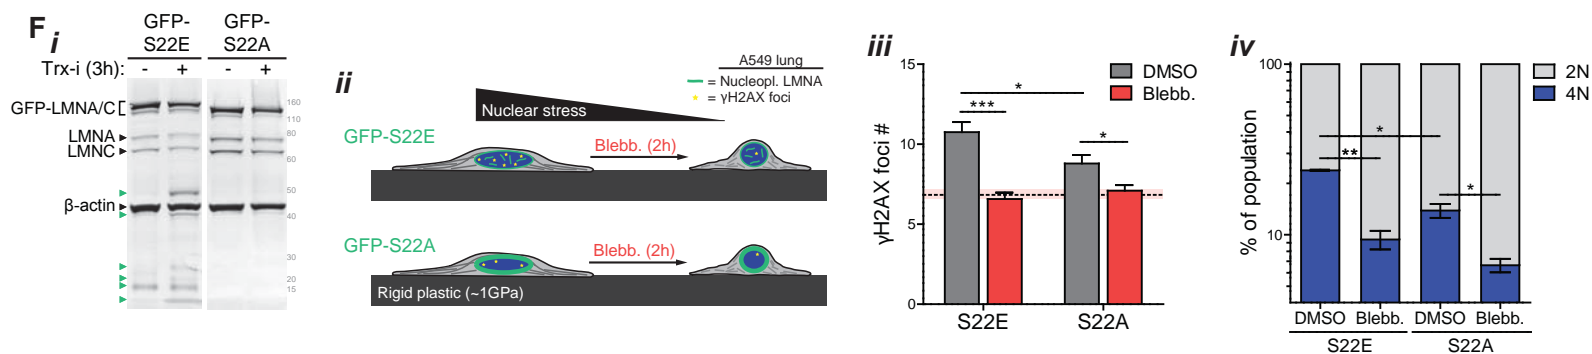 F
i
GFP-
S22E
GFP-
S22A
Trx-i (3h):
- + - +
GFP-LMNA/C
LMNA
LMNC
β-actin
160
110
80
60
50
40
30
20
15
ii
A549 lung
= Nucleopl. LMNA
= γH2AX foci
Nuclear stress
GFP-S22E
Blebb. (2h)
GFP-S22A
Blebb. (2h)
Rigid plastic (~1GPa)
iii
DMSO
Blebb.
γH2AX foci #
15
10
5
0
*
***
*
S22E S22A
iv
2N
4N
% of population
100
10
*
**
*
DMSO Blebb. DMSO Blebb.
S22E S22A